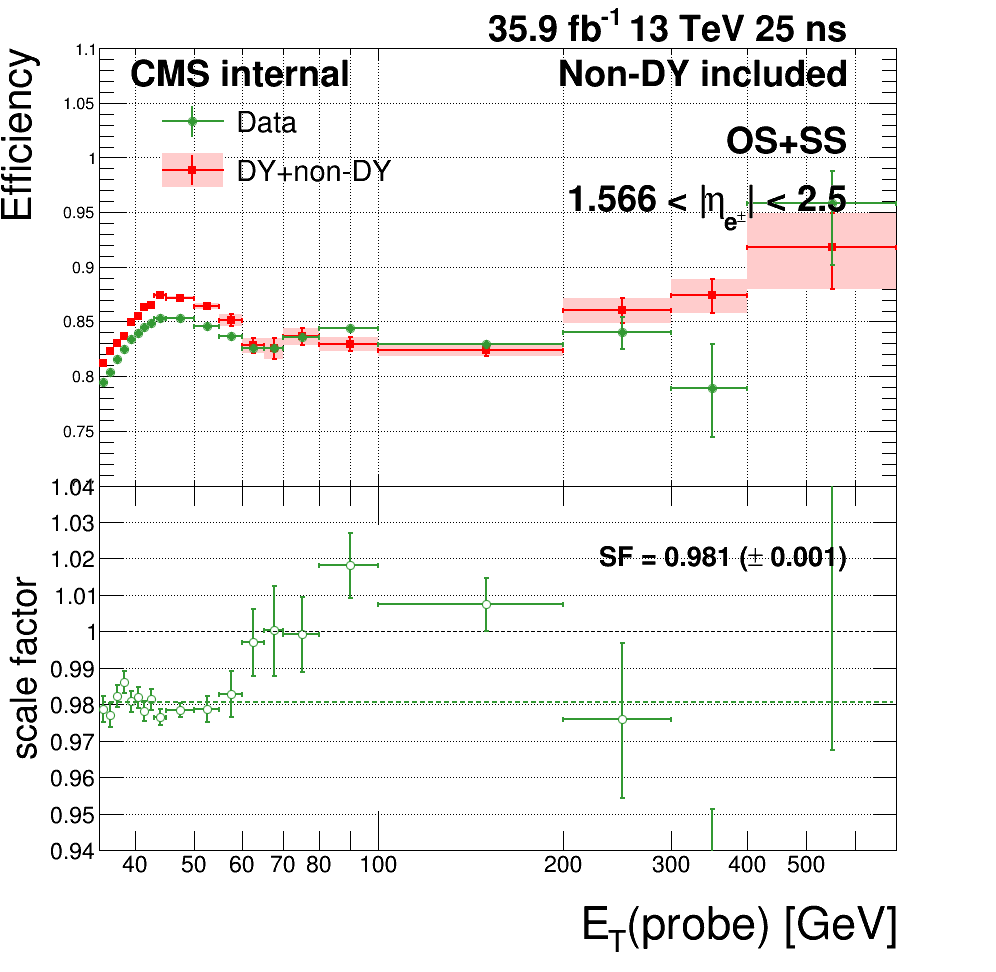 35.9 fb-1 13 TeV 25 ns
CMS internal
Non-DY included
Data
DY+non-DY
OS+SS
1.566 < |ηe±| < 2.5
Efficiency
1.1
1.05
1
0.95
0.9
0.85
0.8
0.75
SF = 0.981 (± 0.001)
scale factor
1.04
1.03
1.02
1.01
1
0.99
0.98
0.97
0.96
0.95
0.94
40 50 60 70 80 100 200 300 400 500
ET(probe) [GeV]